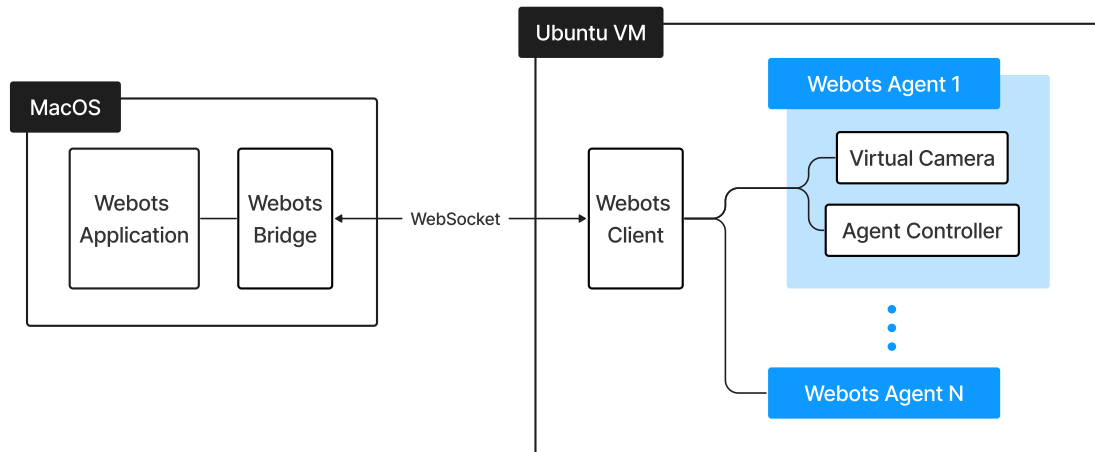 MacOS
Webots
Application
Webots
Bridge
WebSocket
Ubuntu VM
Webots
Client
Webots Agent 1
Virtual Camera
Agent Controller
Webots Agent N